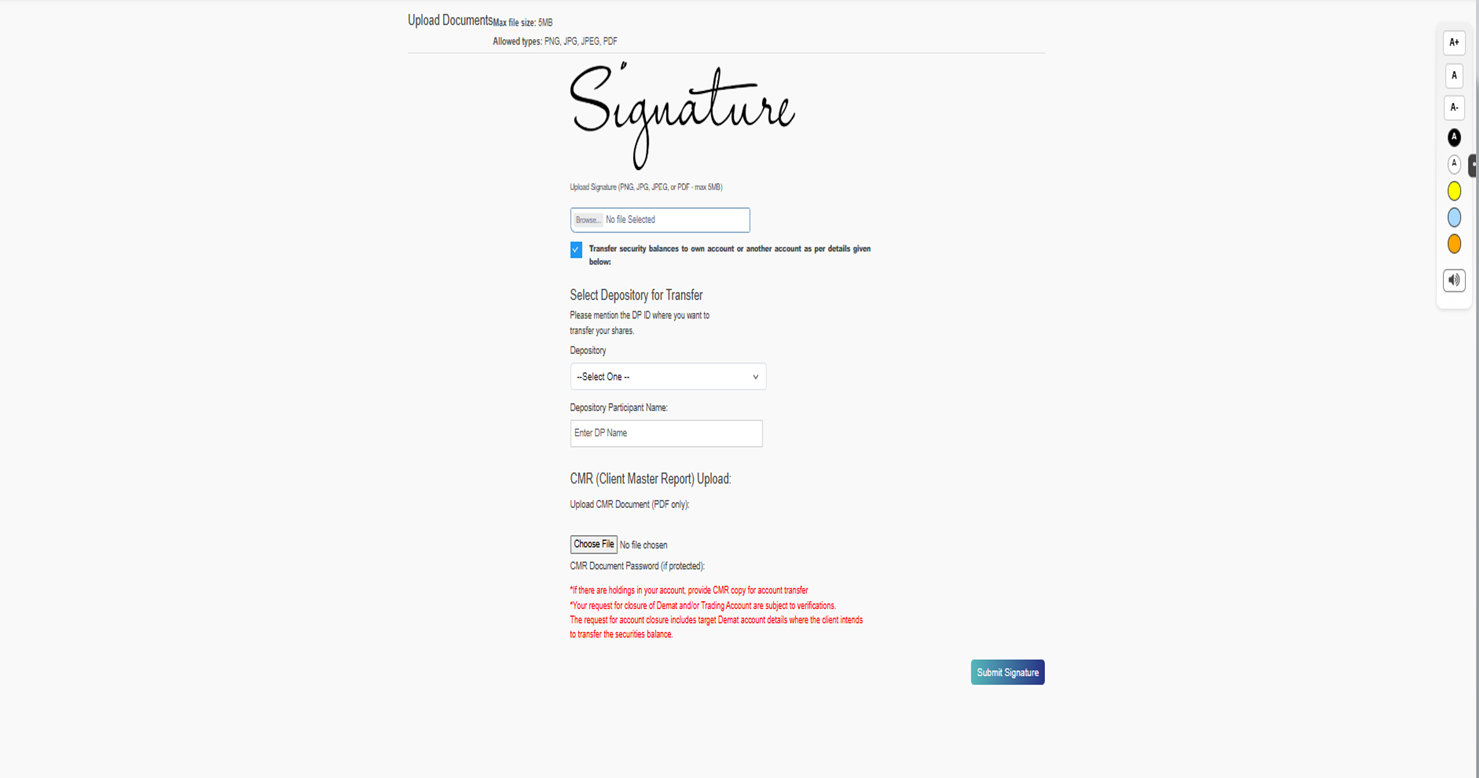 Upload Documents Max file size: 5MB
Allowed types: PNG, JPG, JPEG, PDF
Signature
Upload Signature (PNG, JPG, JPEG, or PDF - max 5MB)
Browse... No file Selected
Transfer security balances to own account or another account as per details given
below:
Select Depository for Transfer
Please mention the DP ID where you want to
transfer your shares.
Depository
--Select One --
Depository Participant Name:
Enter DP Name
CMR (Client Master Report) Upload:
Upload CMR Document (PDF only):
Choose File No file chosen
CMR Document Password (if protected):
*If there are holdings in your account, provide CMR copy for account transfer
*Your request for closure of Demat and/or Trading Account are subject to verifications.
The request for account closure includes target Demat account details where the client intends
to transfer the securities balance.
Submit Signature
A+
A
A-
A
A